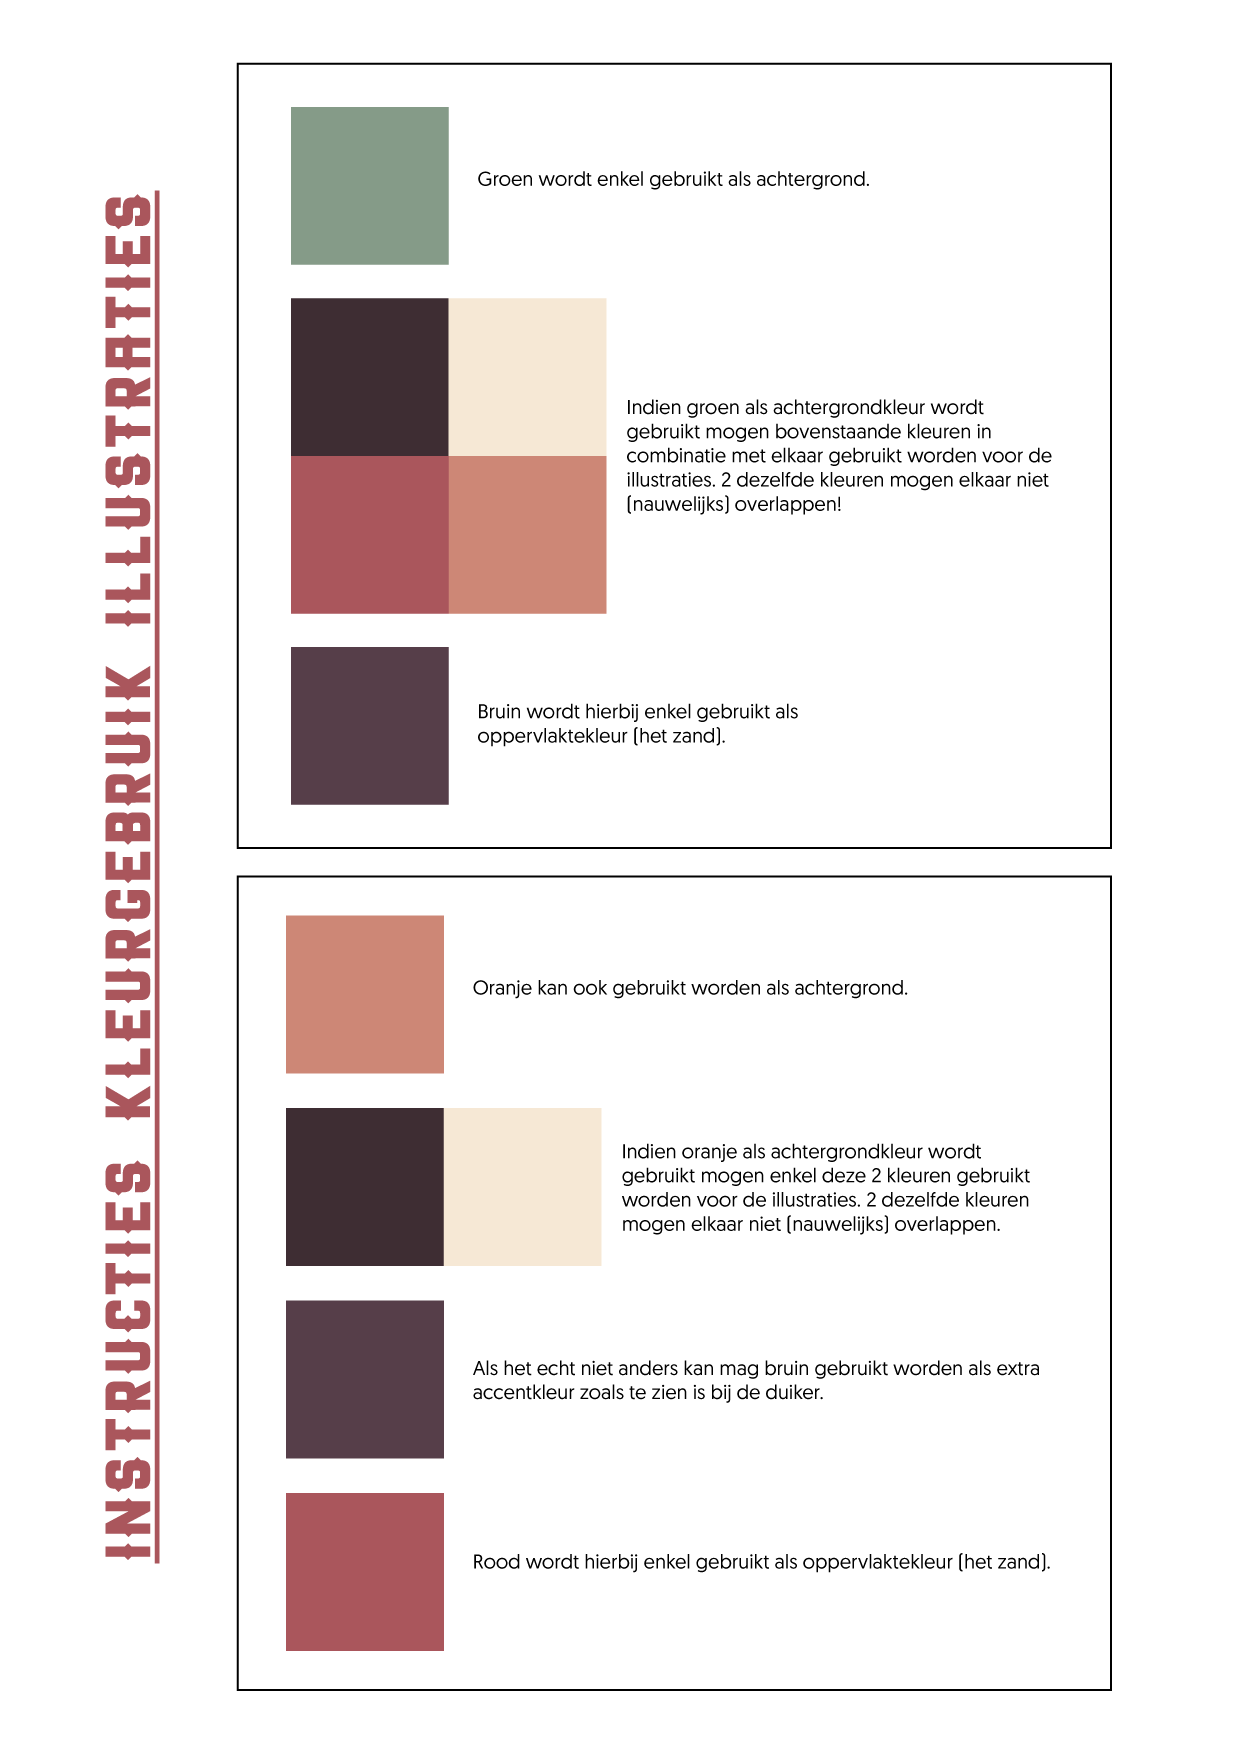 INSTRUCTIES KLEURGEBRUIK ILLUSTRATIES
Groen wordt enkel gebruikt als achtergrond.
Indien groen als achtergrondkleur wordt
gebruikt mogen bovenstaande kleuren in
combinatie met elkaar gebruikt worden voor de
illustraties. 2 dezelfde kleuren mogen elkaar niet
(nauwelijks) overlappen!
Bruin wordt hierbij enkel gebruikt als
oppervlaktekleur (het zand).
Oranje kan ook gebruikt worden als achtergrond.
Indien oranje als achtergrondkleur wordt
gebruikt mogen enkel deze 2 kleuren gebruikt
worden voor de illustraties. 2 dezelfde kleuren
mogen elkaar niet (nauwelijks) overlappen.
Als het echt niet anders kan mag bruin gebruikt worden als extra
accentkleur zoals te zien is bij de duiker.
Rood wordt hierbij enkel gebruikt als oppervlaktekleur (het zand).